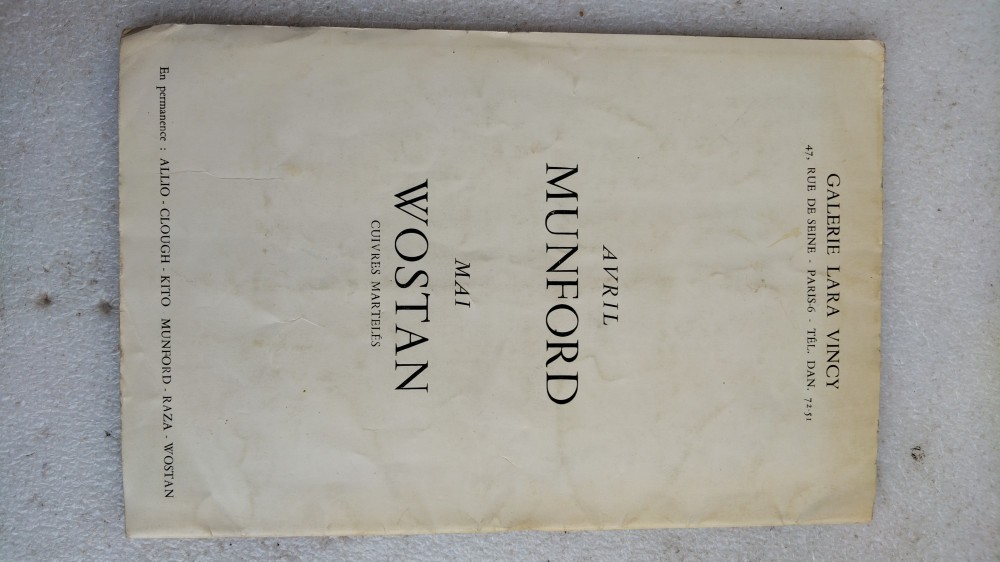 GALERIE LARA VINCY
47, RUE DE SEINE - PARIS-6 - TÉL. DAN. 72-51
AVRIL
MUNFORD
MAI
WOSTAN
CUIVRES MARTELÉS
En permanence : ALLIO - CLOUGH - KITO MUNFORD - RAZA - WOSTAN